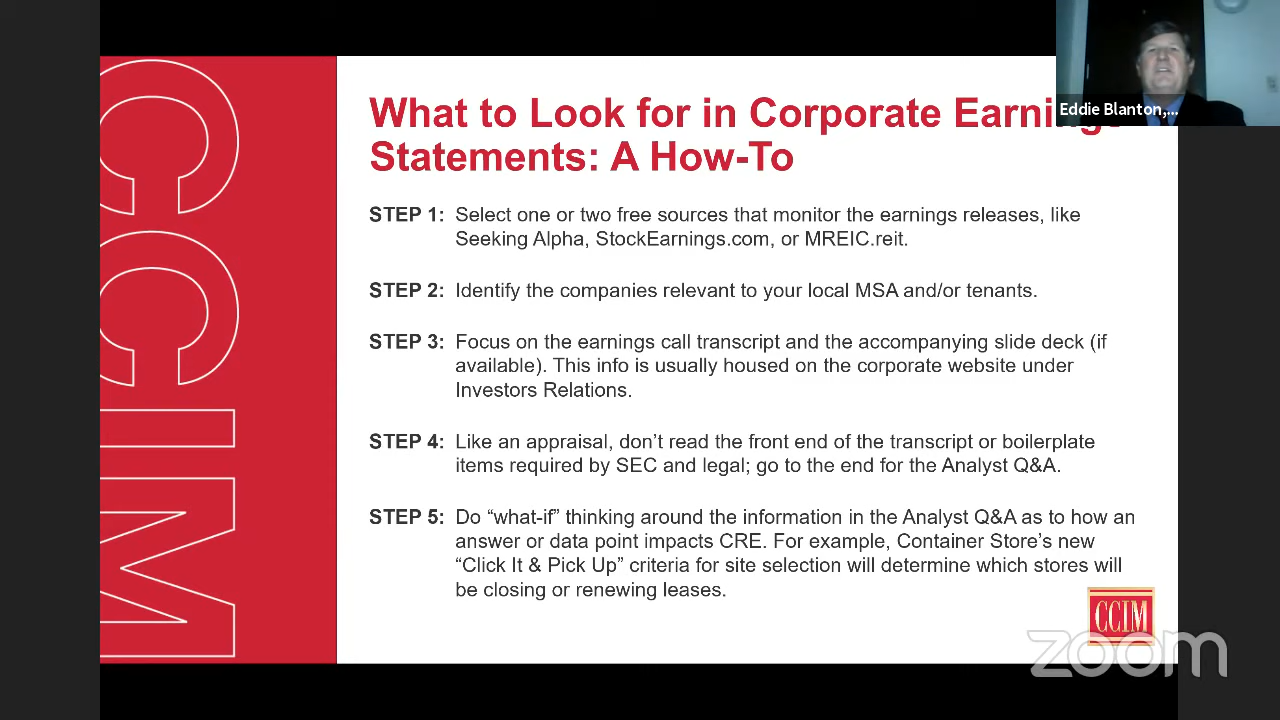 Eddie Blanton,...
CCIM
What to Look for in Corporate Earnings
Statements: A How-To
STEP 1: Select one or two free sources that monitor the earnings releases, like
Seeking Alpha, StockEarnings.com, or MREIC.reit.
STEP 2: Identify the companies relevant to your local MSA and/or tenants.
STEP 3: Focus on the earnings call transcript and the accompanying slide deck (if
available). This info is usually housed on the corporate website under
Investors Relations.
STEP 4: Like an appraisal, don’t read the front end of the transcript or boilerplate
items required by SEC and legal; go to the end for the Analyst Q&A.
STEP 5: Do “what-if” thinking around the information in the Analyst Q&A as to how an
answer or data point impacts CRE. For example, Container Store’s new
“Click It & Pick Up” criteria for site selection will determine which stores will
be closing or renewing leases.
CCIM
zoom